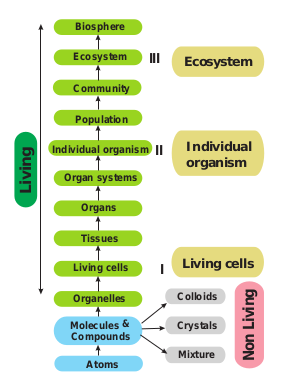 Biosphere
Ecosystem
III
Ecosystem
Community
Population
Individual organism
II
Individual
organism
Organ systems
Organs
Tissues
Living cells
I
Living cells
Organelles
Living
Molecules &
Compounds
Atoms
Colloids
Crystals
Mixture
Non Living